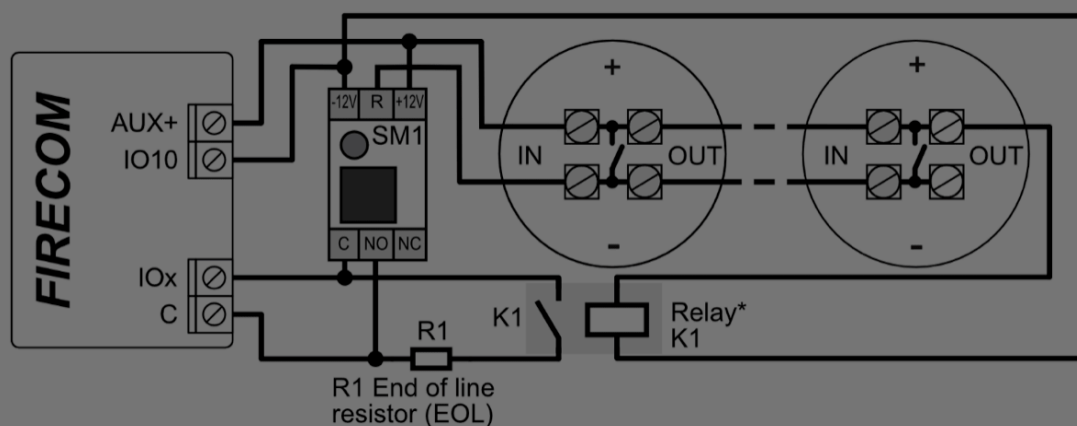 FIRECOM
AUX+
IO10
IOx
C
-12V R +12V
SM1
C NO NC
+
IN OUT
-
+
IN OUT
-
K1
Relay*
K1
R1
R1 End of line
resistor (EOL)